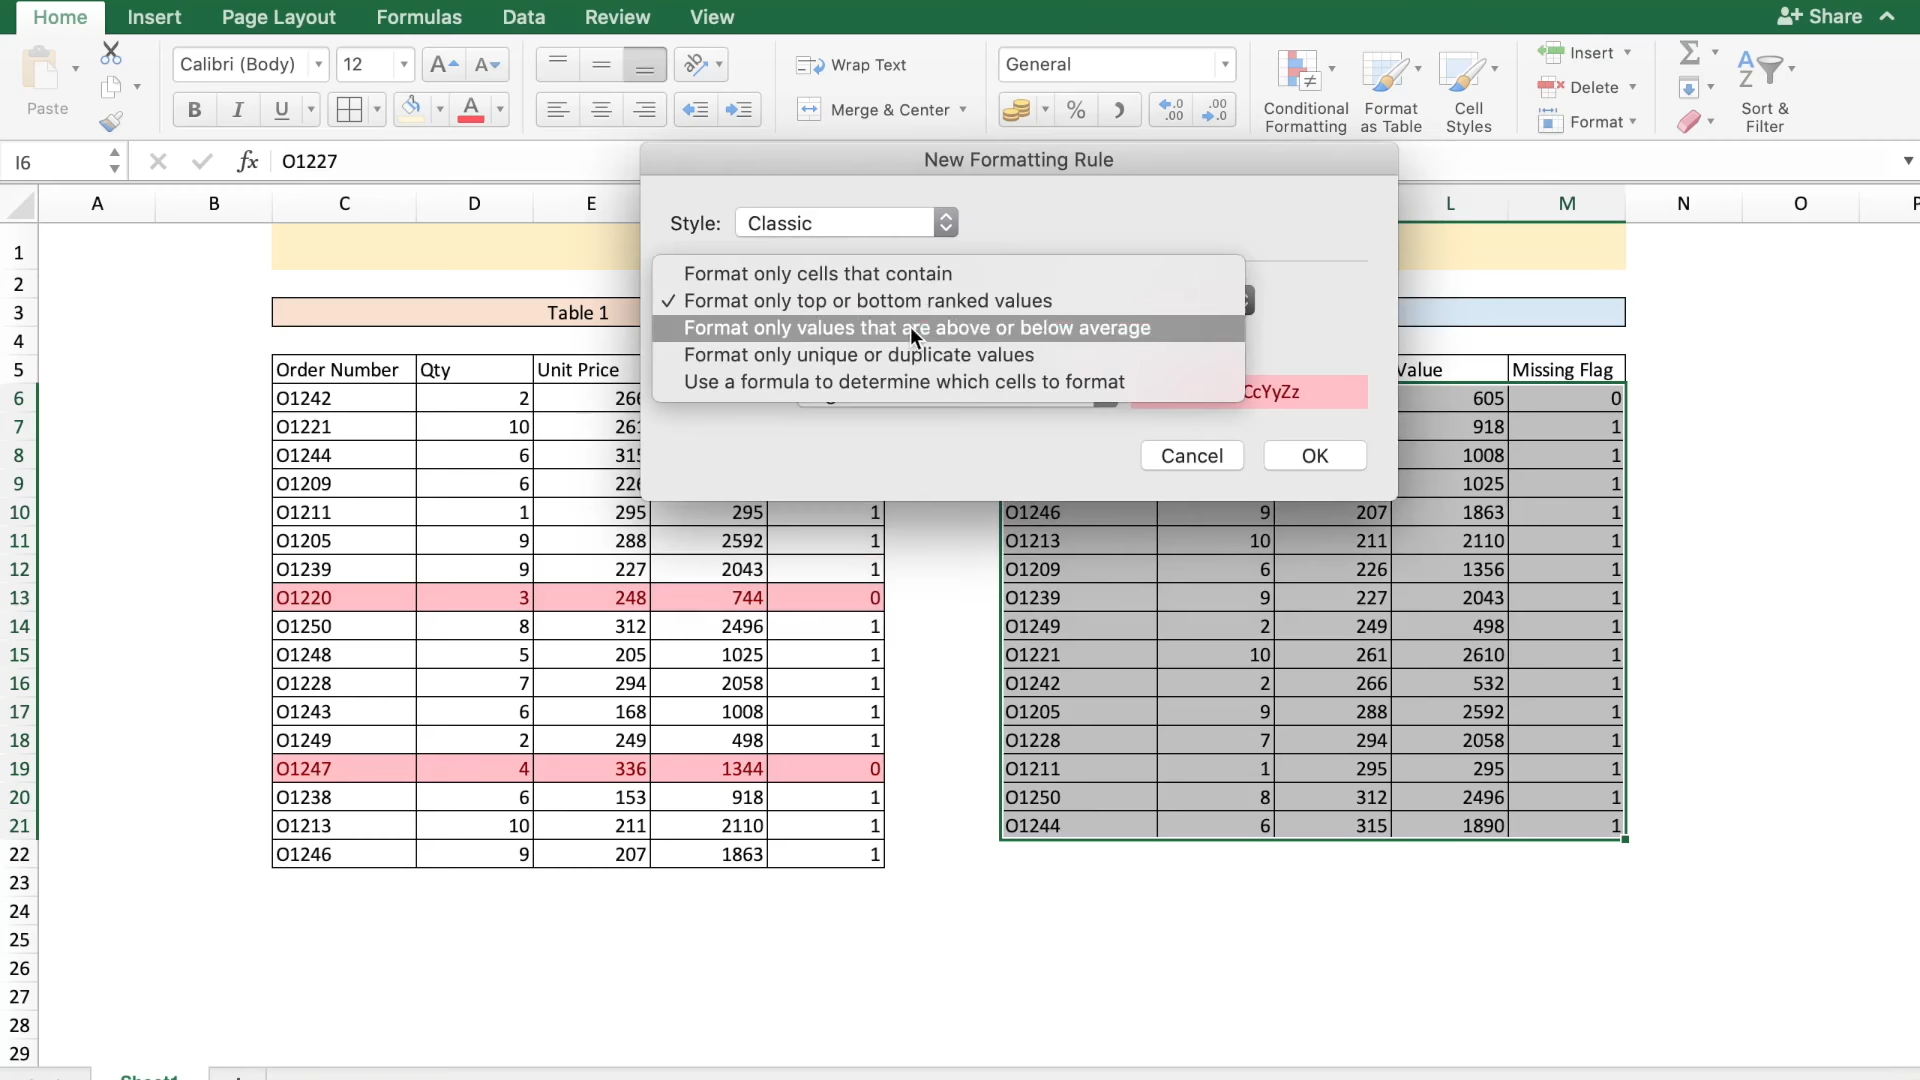 Home Insert Page Layout Formulas Data Review View Share
Calibri (Body) 12 Wrap Text General Insert
Paste B I U Merge & Center % Conditional Formatting Format as Table Cell Styles Delete Format Sort & Filter
I6 fx O1227
New Formatting Rule
A B C D E L M N O P
Style: Classic
Format only cells that contain
✓ Format only top or bottom ranked values
Format only values that are above or below average
Format only unique or duplicate values
Use a formula to determine which cells to format
CcYyZz
Cancel OK
1
2
3 Table 1
4
5 Order Number Qty Unit Price Value Missing Flag
6 O1242 2 266 605 0
7 O1221 10 261 918 1
8 O1244 6 315 1008 1
9 O1209 6 226 1025 1
10 O1211 1 295 295 1 O1246 9 207 1863 1
11 O1205 9 288 2592 1 O1213 10 211 2110 1
12 O1239 9 227 2043 1 O1209 6 226 1356 1
13 O1220 3 248 744 0 O1239 9 227 2043 1
14 O1250 8 312 2496 1 O1249 2 249 498 1
15 O1248 5 205 1025 1 O1221 10 261 2610 1
16 O1228 7 294 2058 1 O1242 2 266 532 1
17 O1243 6 168 1008 1 O1205 9 288 2592 1
18 O1249 2 249 498 1 O1228 7 294 2058 1
19 O1247 4 336 1344 0 O1211 1 295 295 1
20 O1238 6 153 918 1 O1250 8 312 2496 1
21 O1213 10 211 2110 1 O1244 6 315 1890 1
22 O1246 9 207 1863 1
23
24
25
26
27
28
29
Sheet1